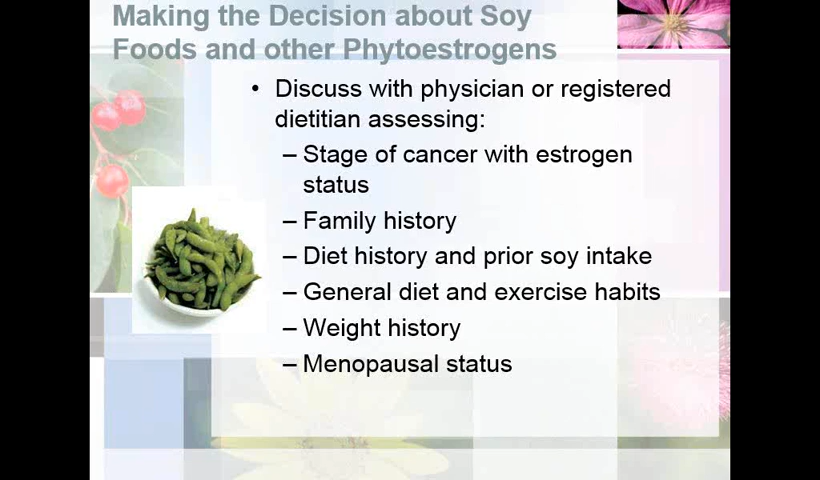 Making the Decision about Soy
Foods and other Phytoestrogens
• Discuss with physician or registered
dietitian assessing:
– Stage of cancer with estrogen
status
– Family history
– Diet history and prior soy intake
– General diet and exercise habits
– Weight history
– Menopausal status